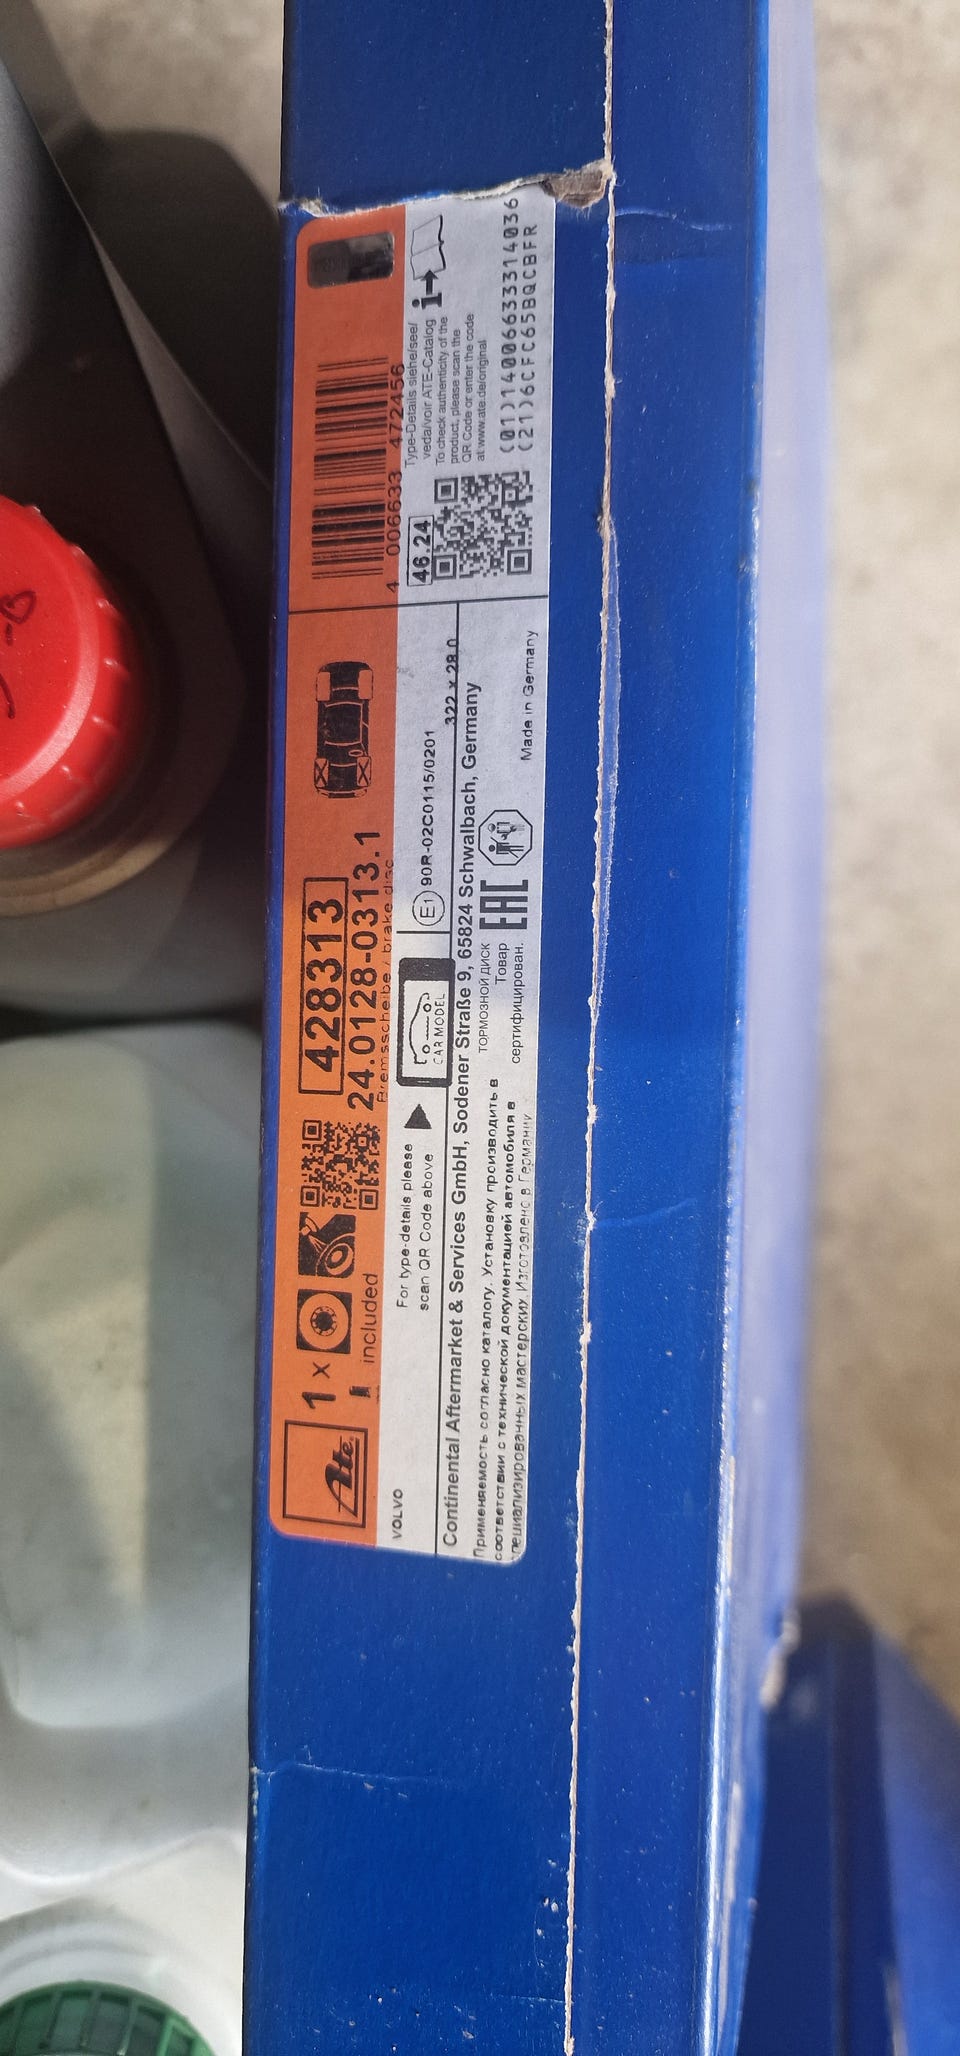 Ate
1 x
included
428313
24.0128-0313.1
Bremsscheibe / brake disc
4 006633 472456
VOLVO
For type-details please
scan QR Code above
CAR MODEL
E1 90R-02C0115/0201
322 x 28.0
46.24
Type-Details siehe/see/
veda/voir ATE-Catalog
i
To check authenticity of the
product, please scan the
QR Code or enter the code
at www.ate.de/original
(01)14006633314036
(21)6CFC65BQCBFR
Continental Aftermarket & Services GmbH, Sodener Straße 9, 65824 Schwalbach, Germany
Применяемость согласно каталогу. Установку производить в
соответствии с технической документацией автомобиля в
специализированных мастерских. Изготовлено в Германии
ТОРМОЗНОЙ ДИСК
Товар
сертифицирован.
EAC
Made in Germany